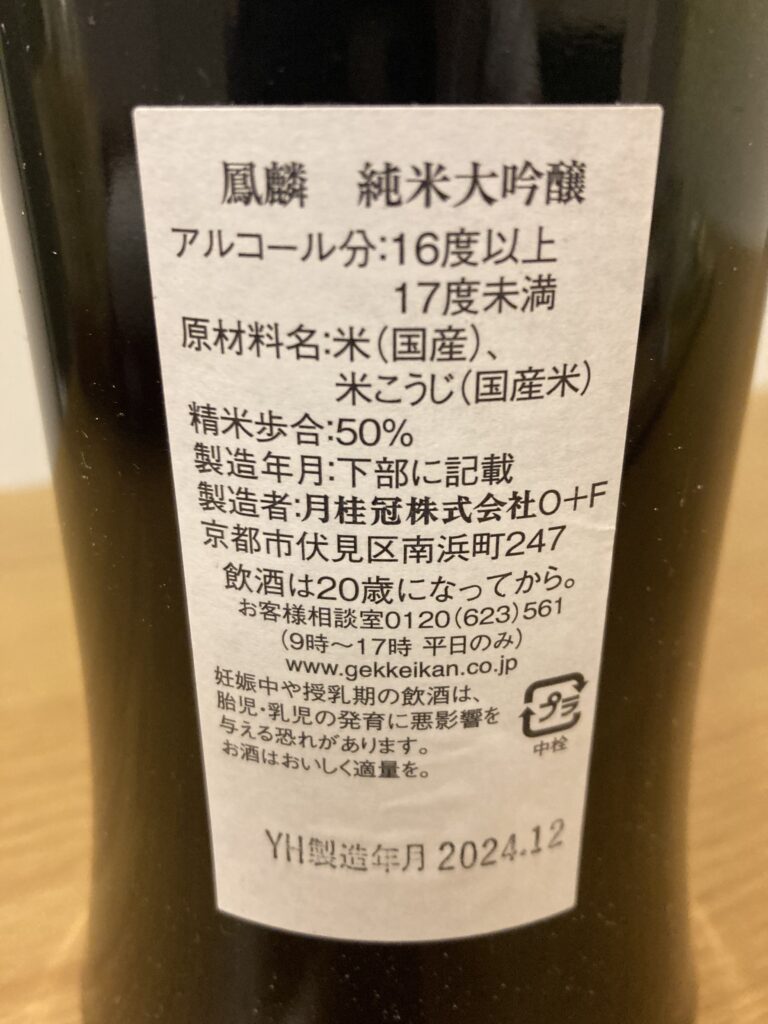 鳳麟　純米大吟醸
アルコール分:16度以上
17度未満
原材料名:米(国産)、
米こうじ(国産米)
精米歩合:50%
製造年月:下部に記載
製造者:月桂冠株式会社O+F
京都市伏見区南浜町247
飲酒は20歳になってから。
お客様相談室0120(623)561
(9時〜17時 平日のみ)
www.gekkeikan.co.jp
妊娠中や授乳期の飲酒は、
胎児・乳児の発育に悪影響を
与える恐れがあります。
お酒はおいしく適量を。
プラ
中栓
YH製造年月 2024.12